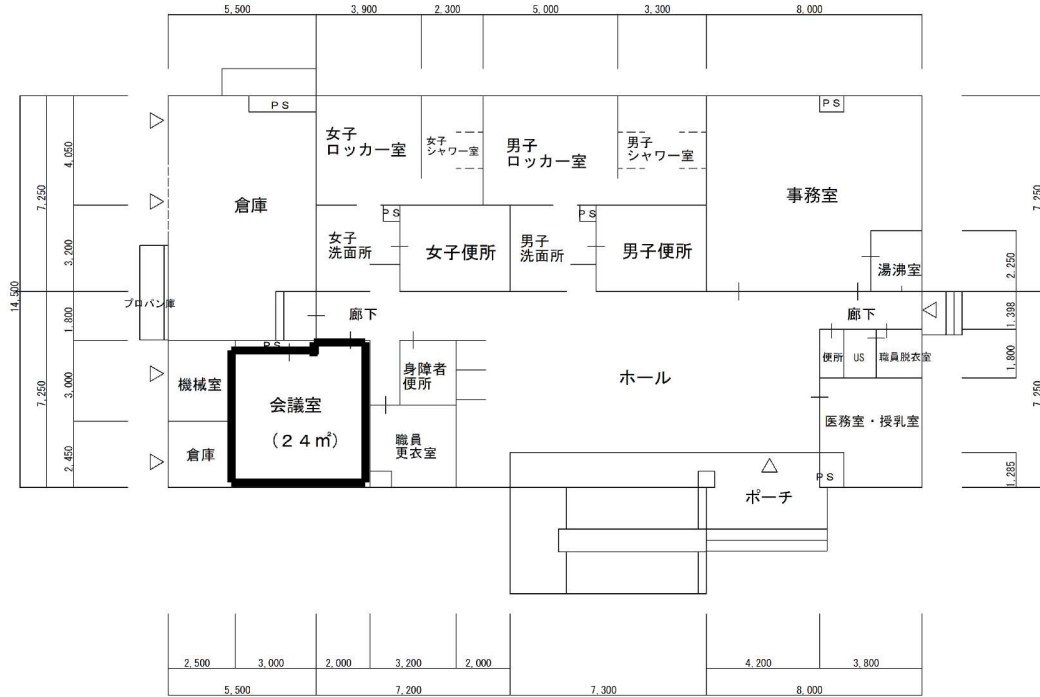 5,500
3,900
2,300
5,000
3,300
8,000
PS
PS
女子
ロッカー室
女子
シャワー室
男子
ロッカー室
男子
シャワー室
4,050
7,250
3,200
14,500
1,800
7,250
3,000
2,450
倉庫
事務室
PS
PS
女子
洗面所
女子便所
男子
洗面所
男子便所
湯沸室
プロパン庫
廊下
廊下
PS
機械室
会議室
(24㎡)
倉庫
身障者
便所
職員
更衣室
ホール
便所
US
職員脱衣室
医務室・授乳室
PS
ポーチ
7,250
2,250
1,398
1,800
7,250
1,285
2,500
3,000
2,000
3,200
2,000
4,200
3,800
5,500
7,200
7,300
8,000